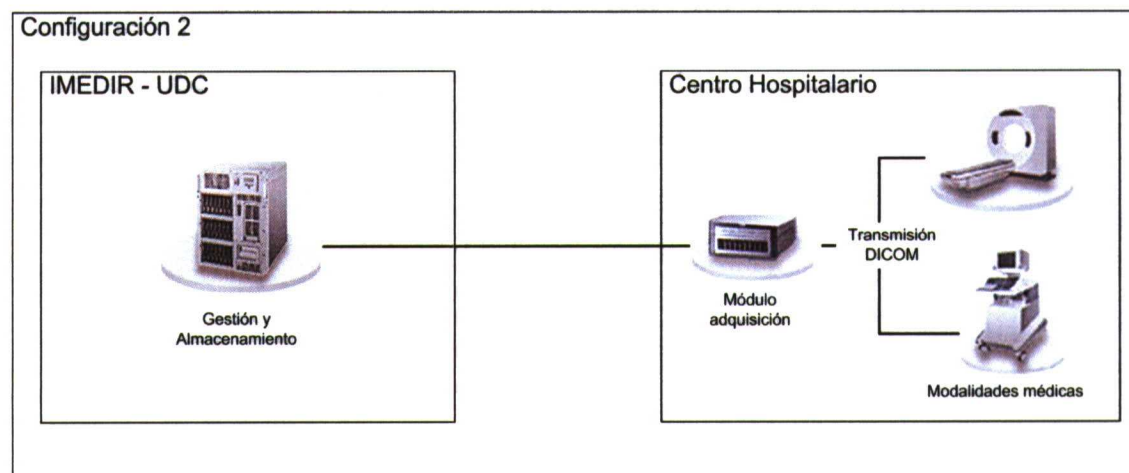 Configuración 2
IMEDIR - UDC
Centro Hospitalario
Gestión y
Almacenamiento
Módulo
adquisición
Transmisión
DICOM
Modalidades médicas